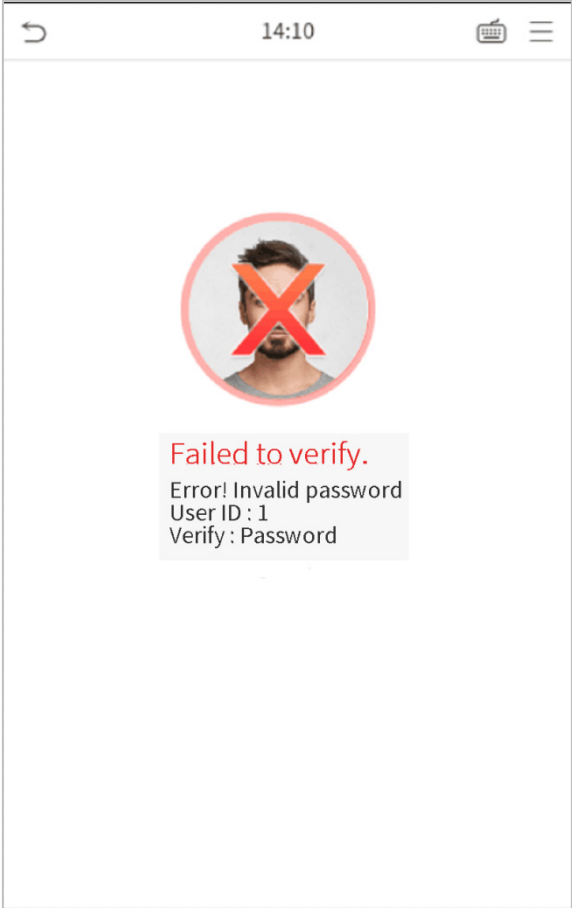 14:10
Failed to verify.
Error! Invalid password
User ID : 1
Verify : Password